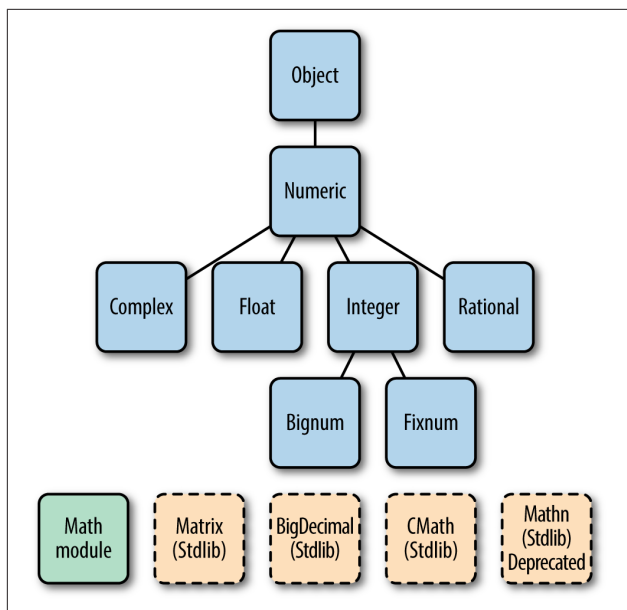 Object
Numeric
Complex
Float
Integer
Rational
Bignum
Fixnum
Math
module
Matrix
(Stdlib)
BigDecimal
(Stdlib)
CMath
(Stdlib)
Mathn
(Stdlib)
Deprecated